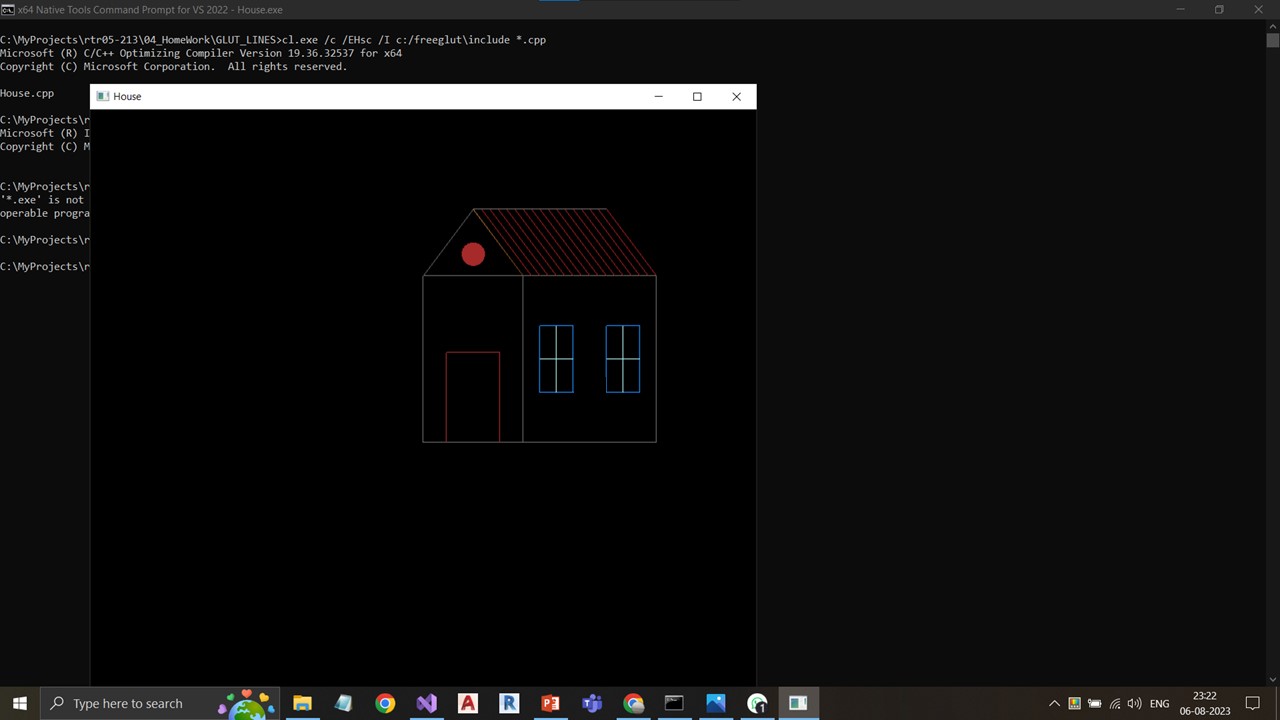 x64 Native Tools Command Prompt for VS 2022 - House.exe
C:\MyProjects\rtr05-213\04_HomeWork\GLUT_LINES>cl.exe /c /EHsc /I c:/freeglut\include *.cpp
Microsoft (R) C/C++ Optimizing Compiler Version 19.36.32537 for x64
Copyright (C) Microsoft Corporation.  All rights reserved.
House.cpp
House
C:\MyProjects\r
Microsoft (R) I
Copyright (C) M
C:\MyProjects\r
'*.exe' is not
operable progra
C:\MyProjects\r
C:\MyProjects\r
Type here to search
ENG
23:22
06-08-2023